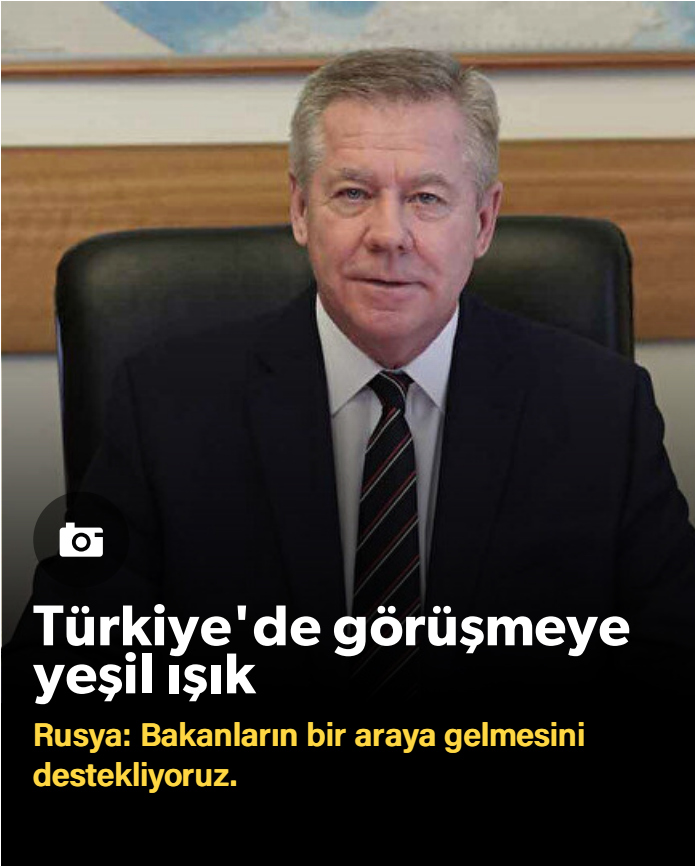 Türkiye'de görüşmeye
yeşil ışık
Rusya: Bakanların bir araya gelmesini
destekliyoruz.